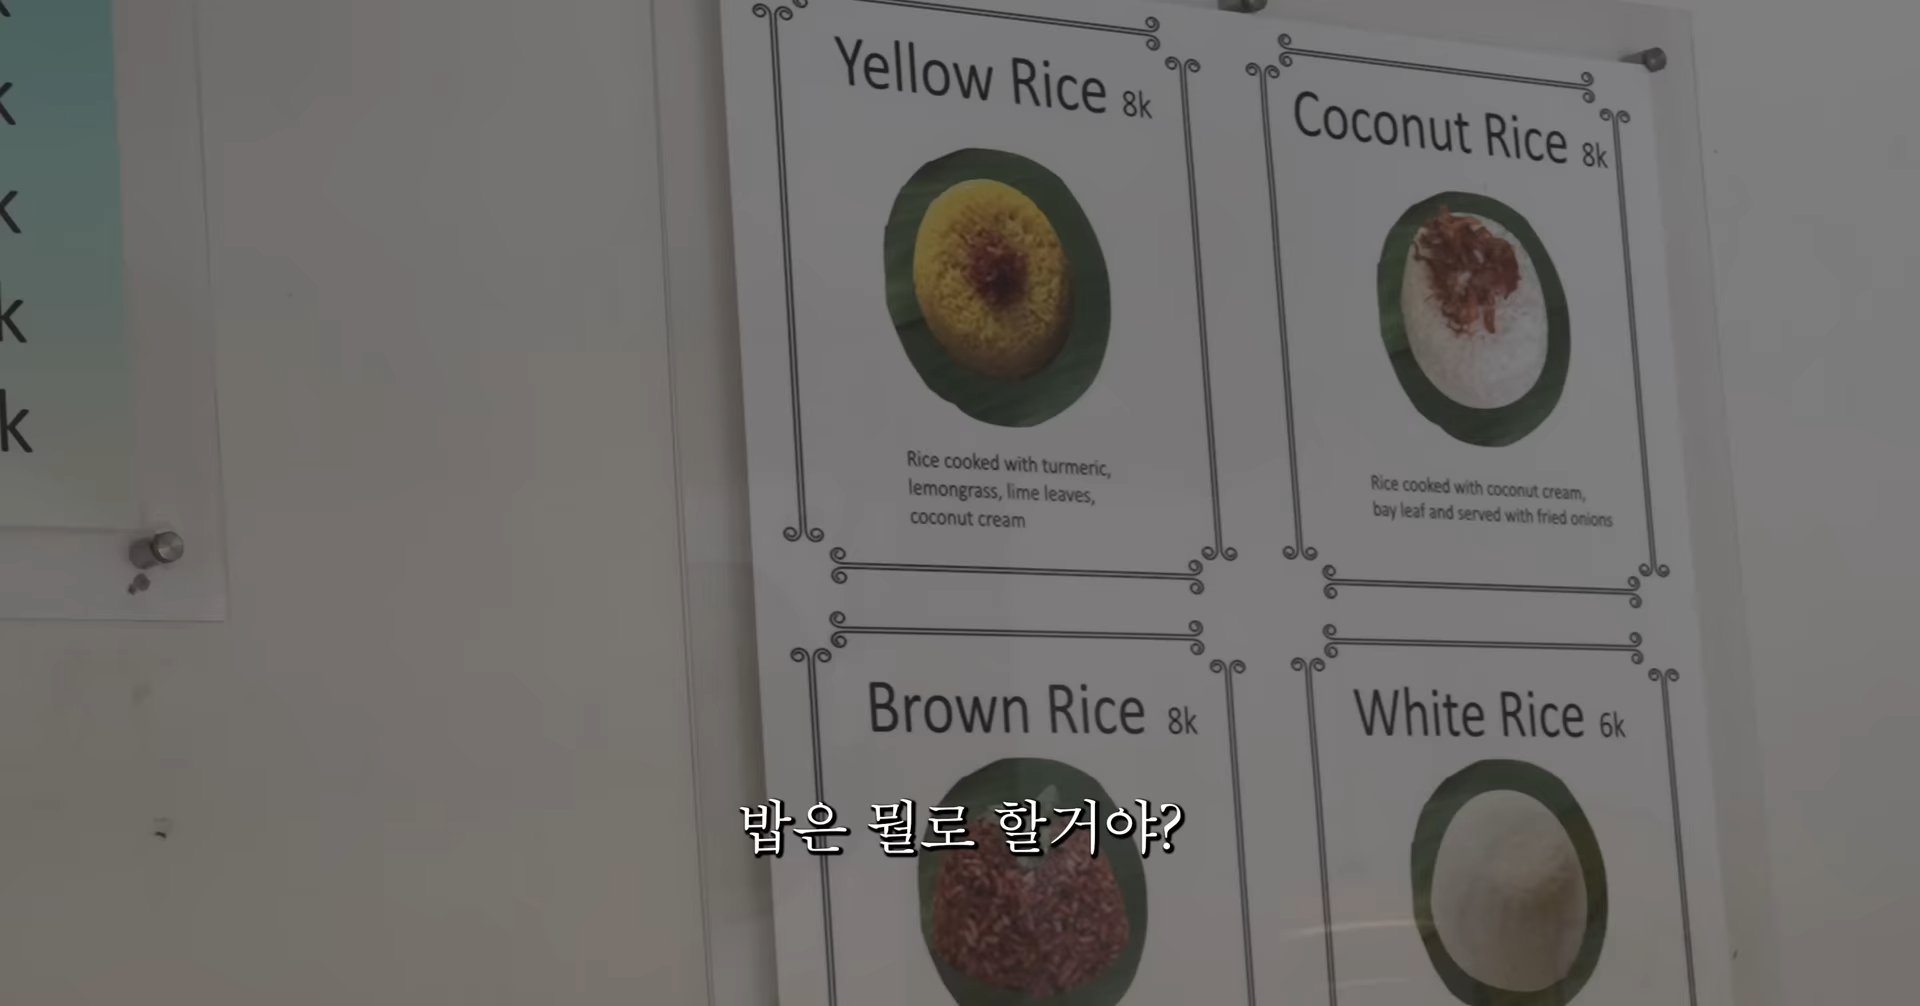 k
k
k
k
k
Yellow Rice 8k
Rice cooked with turmeric,
lemongrass, lime leaves,
coconut cream
Coconut Rice 8k
Rice cooked with coconut cream,
bay leaf and served with fried onions
Brown Rice 8k
White Rice 6k
밥은 뭘로 할거야?